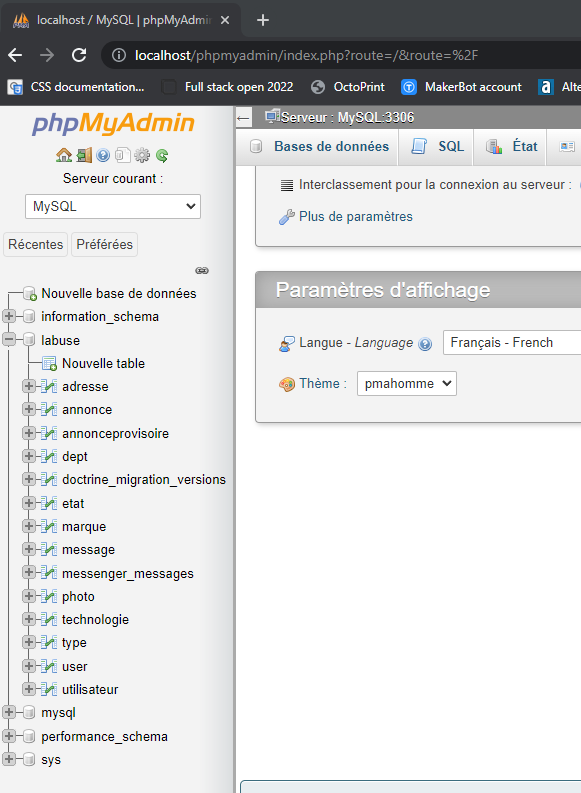 localhost / MySQL | phpMyAdmin
localhost/phpmyadmin/index.php?route=/&route=%2F
CSS documentation...
Full stack open 2022
OctoPrint
MakerBot account
Alte
phpMyAdmin
Serveur courant :
MySQL
Récentes
Préférées
Nouvelle base de données
information_schema
labuse
Nouvelle table
adresse
annonce
annonceprovisoire
dept
doctrine_migration_versions
etat
marque
message
messenger_messages
photo
technologie
type
user
utilisateur
mysql
performance_schema
sys
Serveur : MySQL:3306
Bases de données
SQL
État
Interclassement pour la connexion au serveur :
Plus de paramètres
Paramètres d'affichage
Langue - Language
Français - French
Thème :
pmahomme